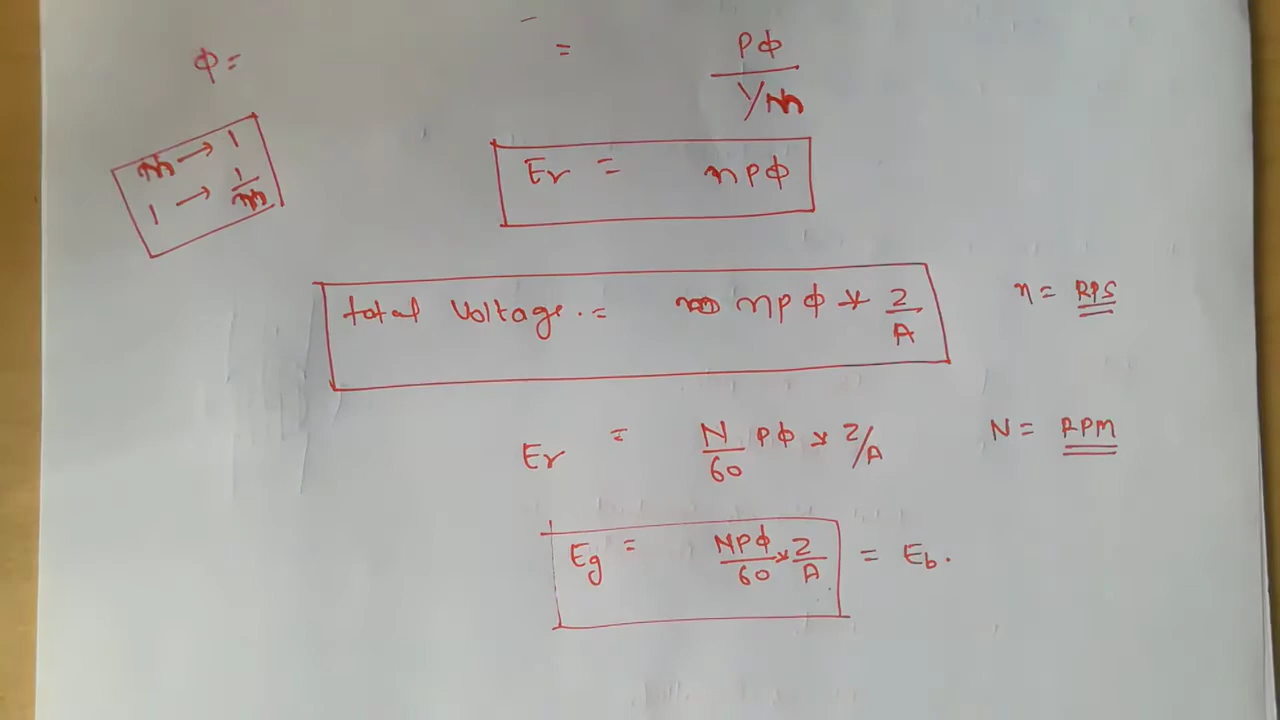 φ =
= Pφ / 1/n
n → 1
1 → 1/n
Er = nPφ
total Voltage. = nPφ * Z/A
n = RPS
Er = N/60 Pφ * Z/A
N = RPM
Eg = NPφ/60 * Z/A = Eb.